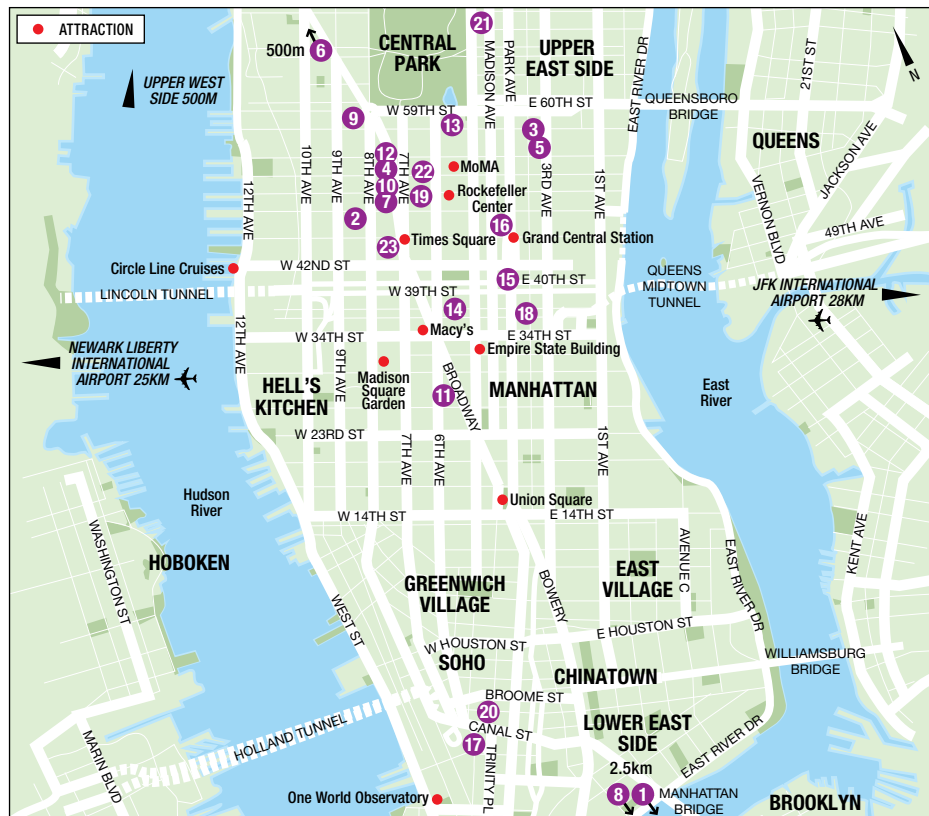 ATTRACTION
500m
6
CENTRAL
PARK
21
MADISON AVE
PARK AVE
UPPER
EAST SIDE
EAST RIVER DR
21ST ST
N
UPPER WEST
SIDE 500M
W 59TH ST
E 60TH ST
QUEENSBORO
BRIDGE
QUEENS
JACKSON AVE
9
13
3
5
12TH AVE
10TH AVE
9TH AVE
8TH AVE
7TH AVE
12
4
10
7
22
19
MoMA
Rockefeller
Center
3RD AVE
1ST AVE
VERNON BLVD
49TH AVE
2
16
23
Times Square
Grand Central Station
Circle Line Cruises
W 42ND ST
LINCOLN TUNNEL
15
E 40TH ST
QUEENS
MIDTOWN
TUNNEL
JFK INTERNATIONAL
AIRPORT 28KM
W 39TH ST
14
18
12TH AVE
W 34TH ST
Macy's
E 34TH ST
NEWARK LIBERTY
INTERNATIONAL
AIRPORT 25KM
9TH AVE
Empire State Building
HELL'S
KITCHEN
Madison
Square
Garden
BROADWAY
11
MANHATTAN
East
River
W 23RD ST
7TH AVE
6TH AVE
1ST AVE
Hudson
River
Union Square
W 14TH ST
E 14TH ST
WASHINGTON ST
HOBOKEN
AVENUE C
EAST RIVER DR
KENT AVE
GREENWICH
VILLAGE
BOWERY
EAST
VILLAGE
WEST ST
W HOUSTON ST
E HOUSTON ST
SOHO
WILLIAMSBURG
BRIDGE
CHINATOWN
BROOME ST
20
CANAL ST
LOWER EAST
SIDE
HOLLAND TUNNEL
17
TRINITY PL
EAST RIVER DR
MARIN BLVD
2.5km
One World Observatory
8
1
MANHATTAN
BRIDGE
BROOKLYN